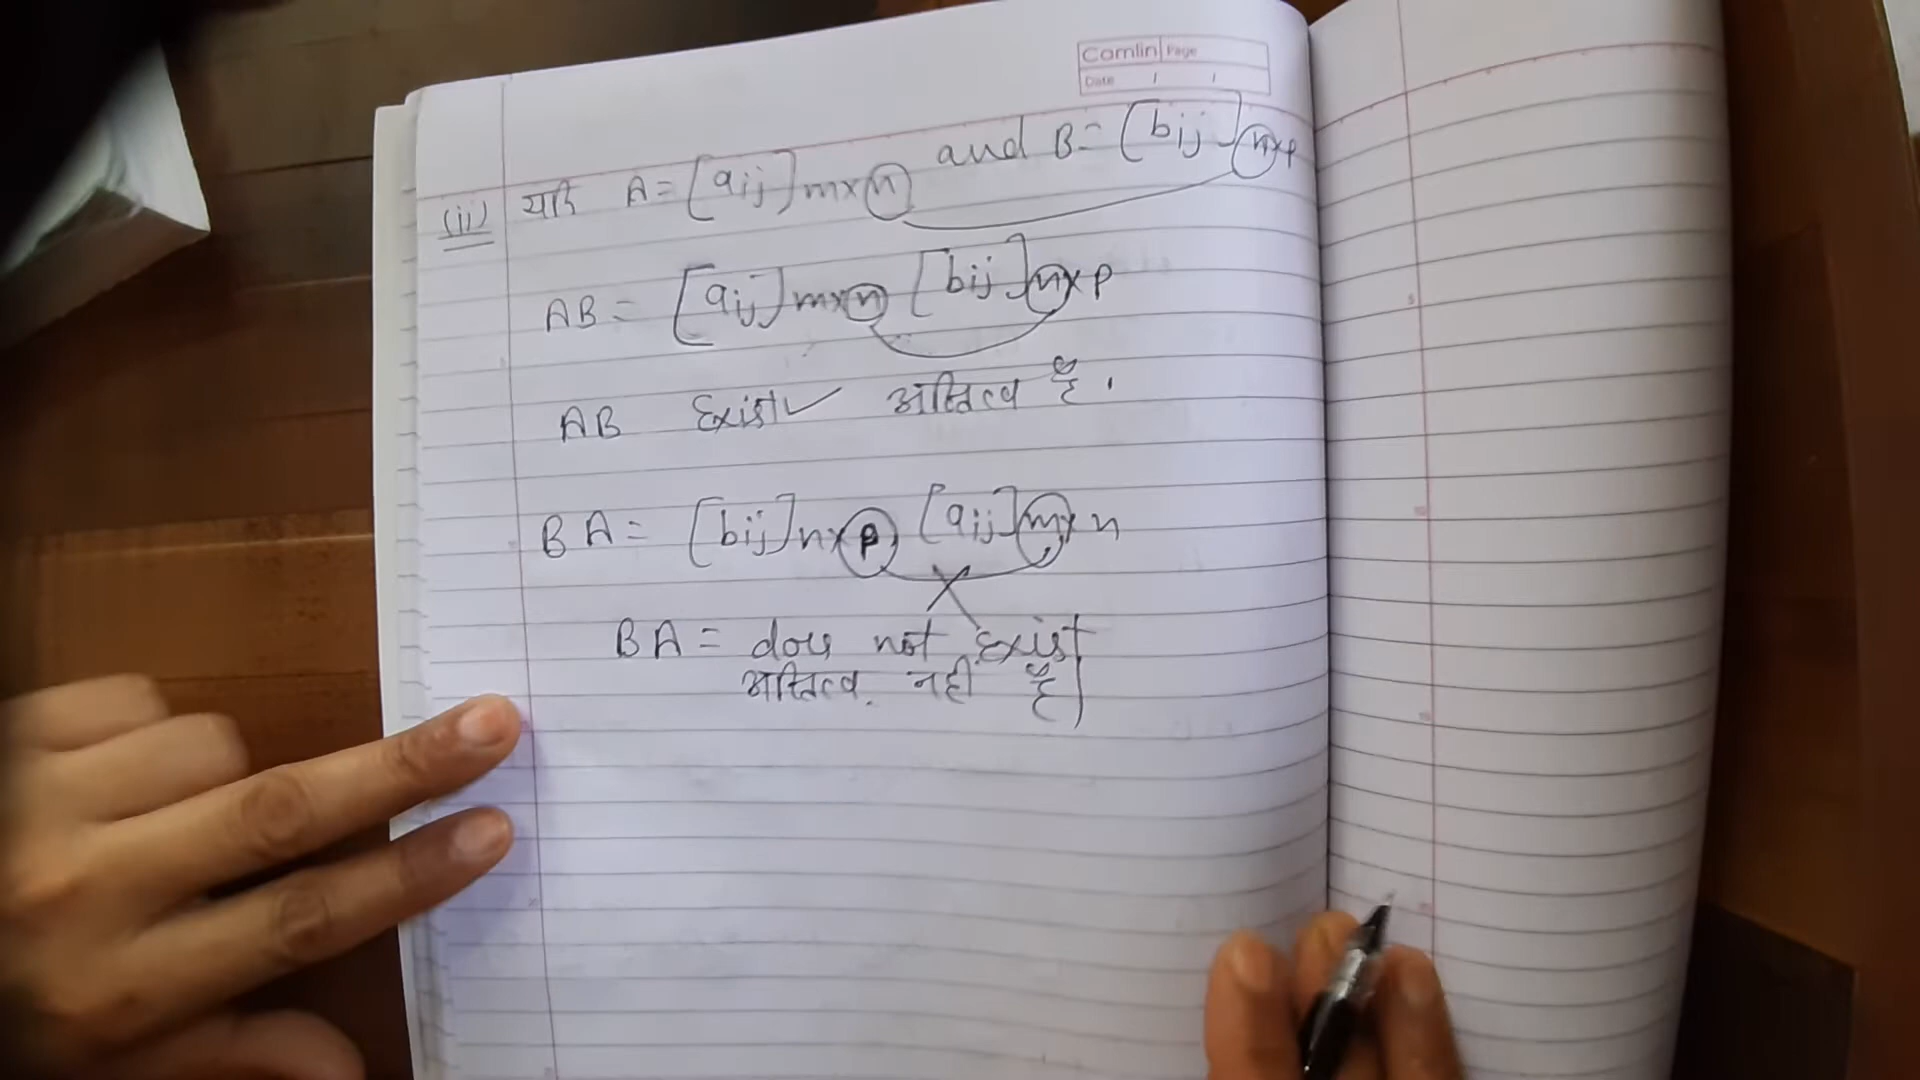 Camlin Page
Date / /
(ii) यदि A = [aij] m×n and B = [bij] n×p
AB = [aij] m×n [bij] n×p
AB Exist ✓ अस्तित्व है.
BA = [bij] n×p [aij] m×n
BA = does not exist
अस्तित्व. नहीं है|